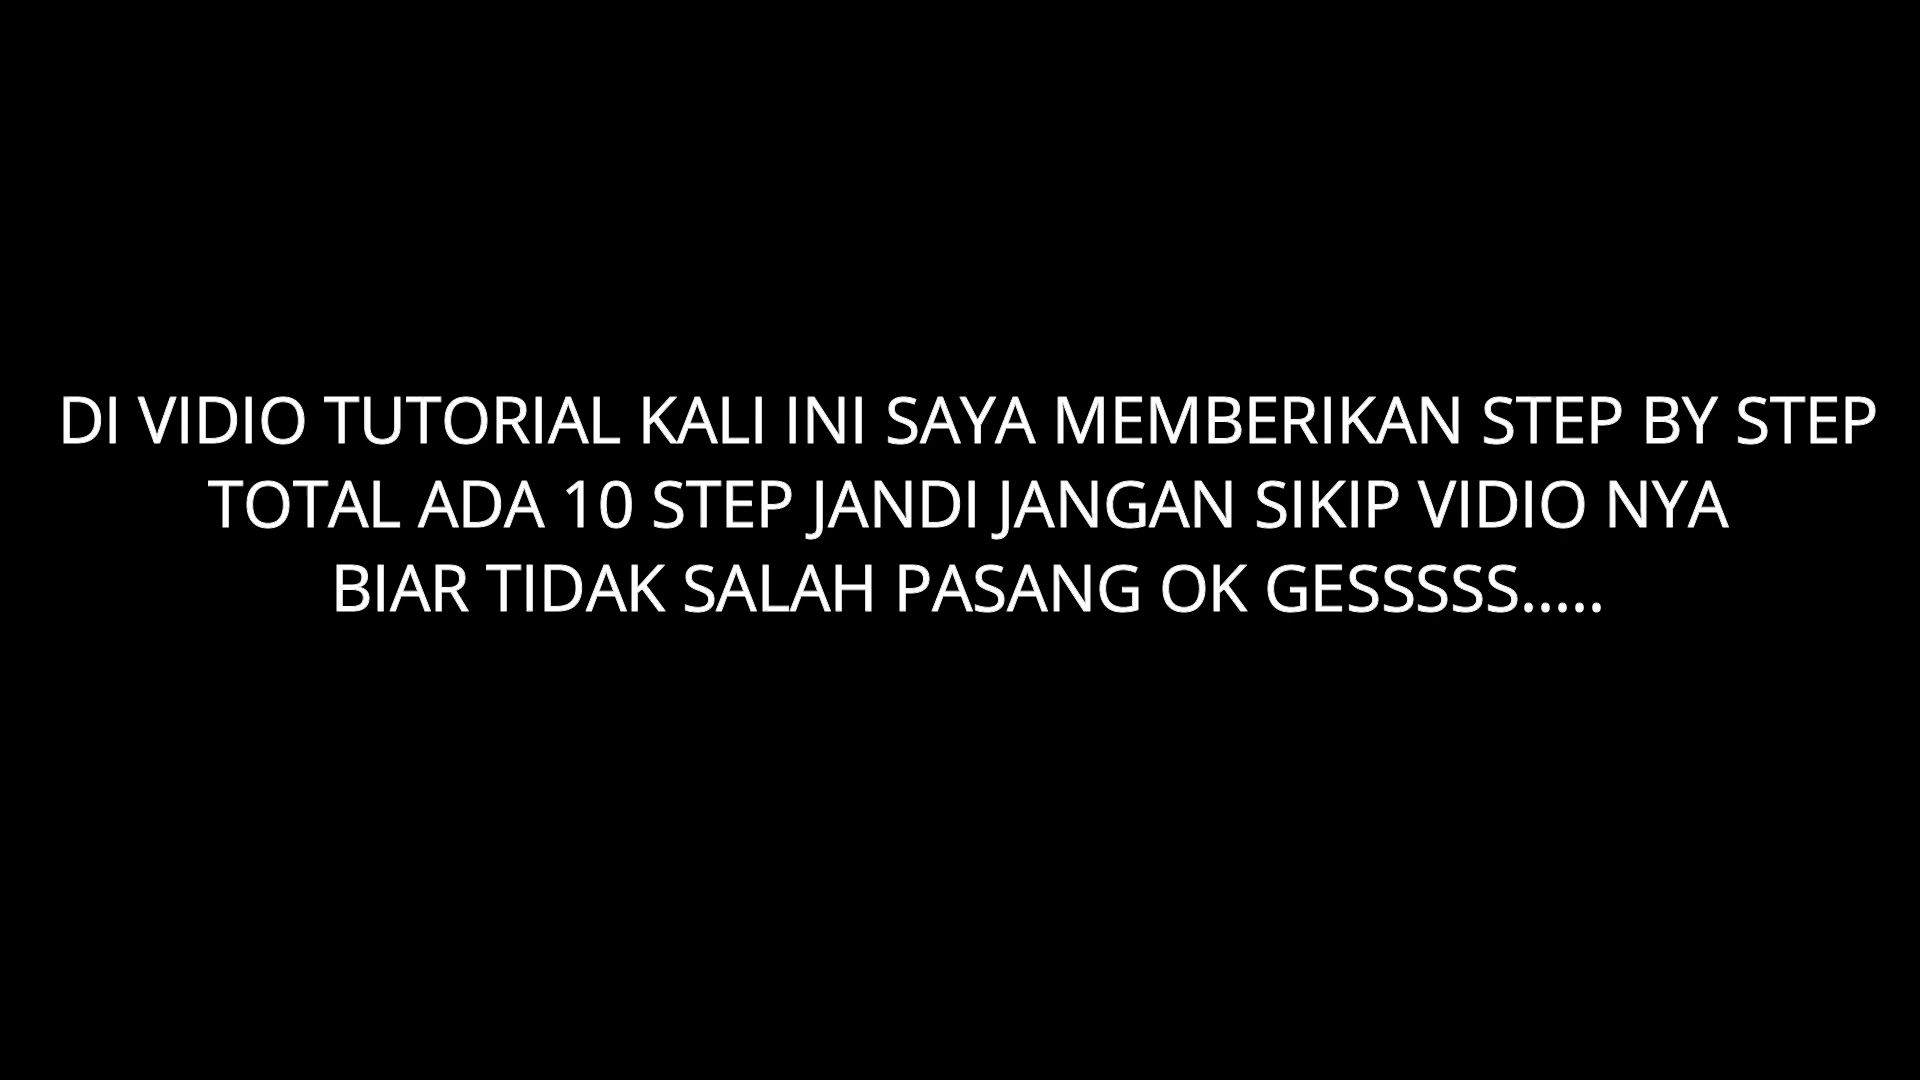 DI VIDIO TUTORIAL KALI INI SAYA MEMBERIKAN STEP BY STEP
TOTAL ADA 10 STEP JANDI JANGAN SIKIP VIDIO NYA
BIAR TIDAK SALAH PASANG OK GESSSSS.....